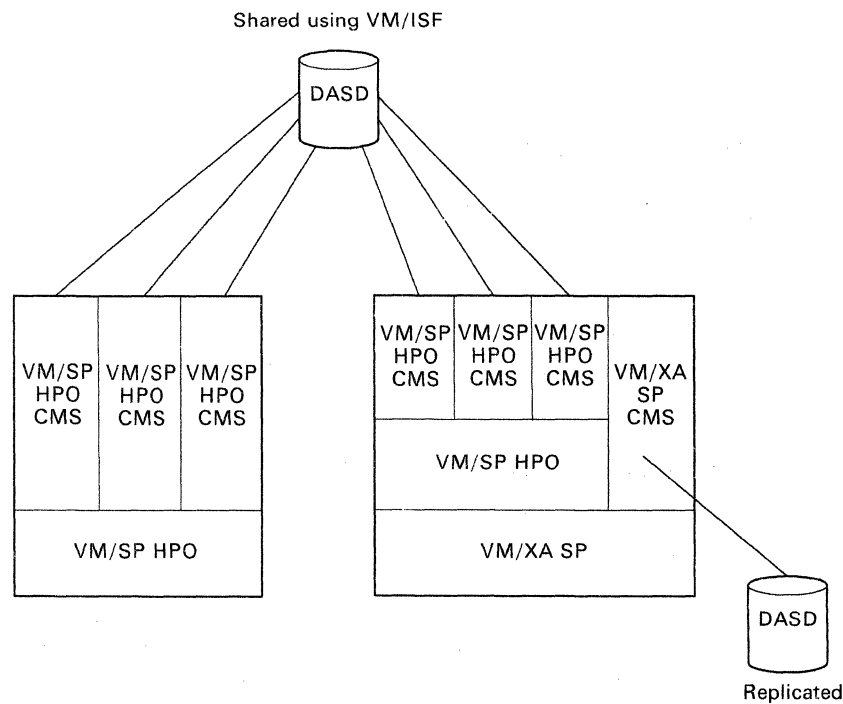 Shared using VM/ISF
DASD
VM/SP
HPO
CMS
VM/SP
HPO
CMS
VM/SP
HPO
CMS
VM/SP HPO
VM/SP
HPO
CMS
VM/SP
HPO
CMS
VM/SP
HPO
CMS
VM/XA
SP
CMS
VM/SP HPO
VM/XA SP
DASD
Replicated